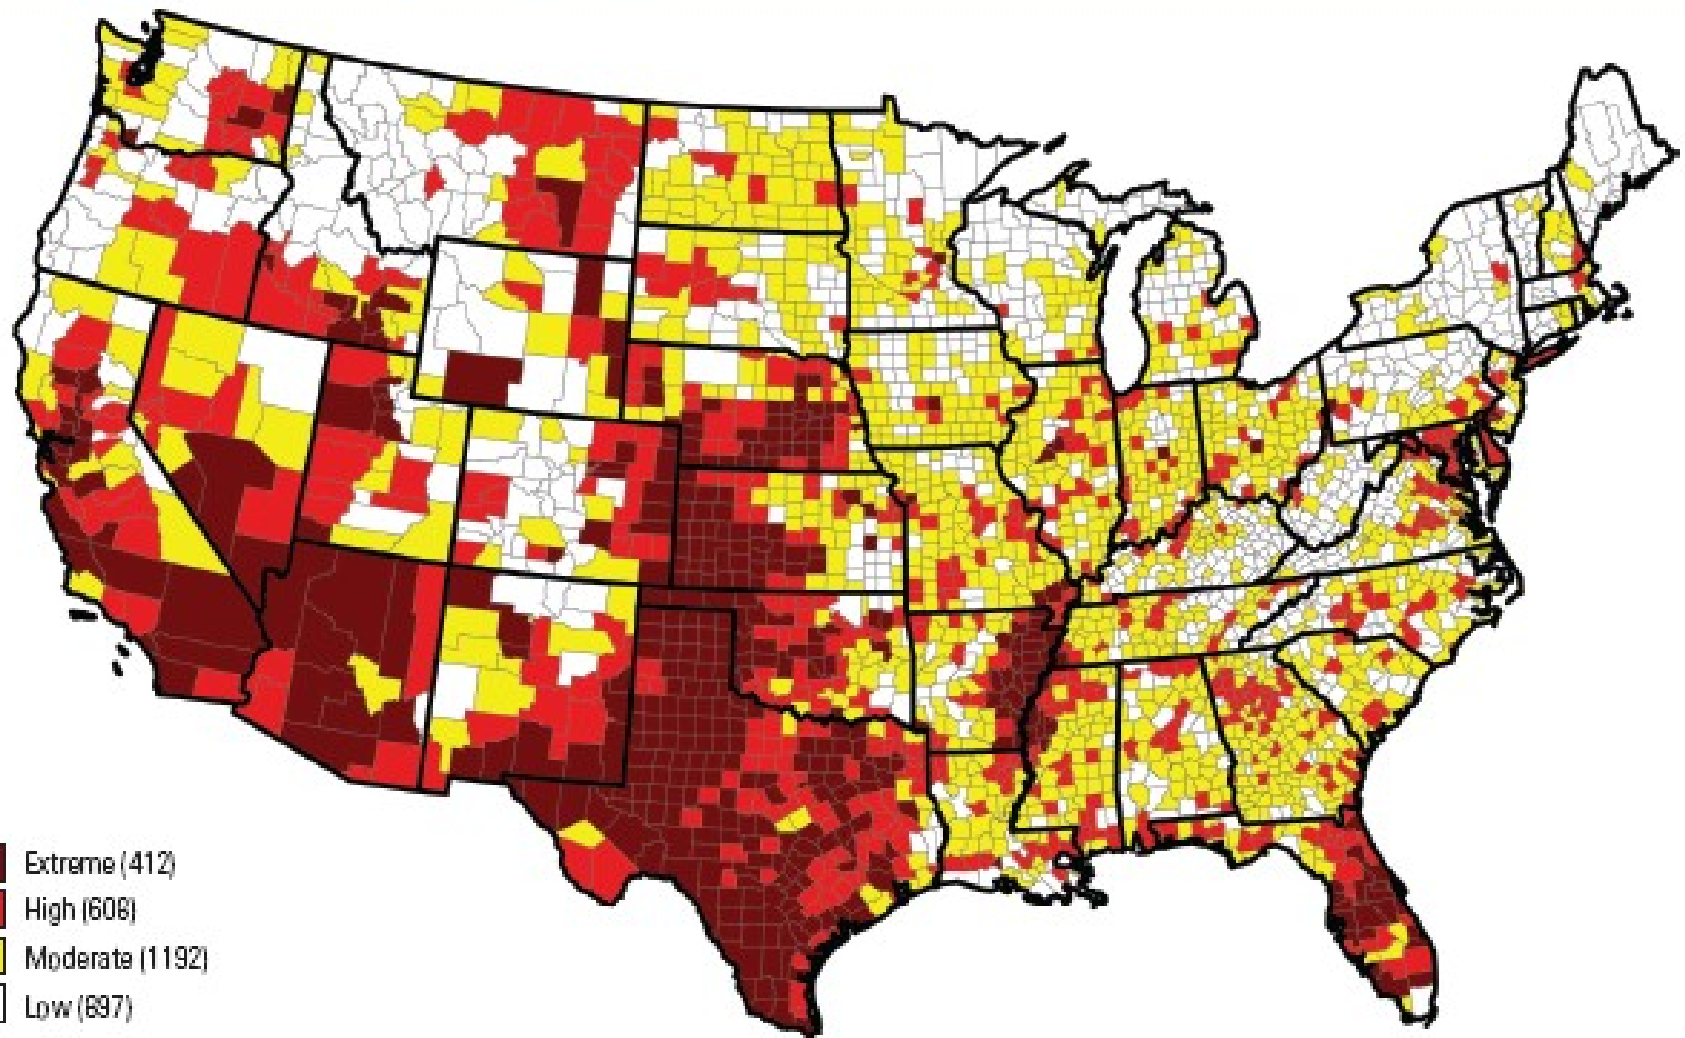 Extreme (412)
High (608)
Moderate (1192)
Low (897)